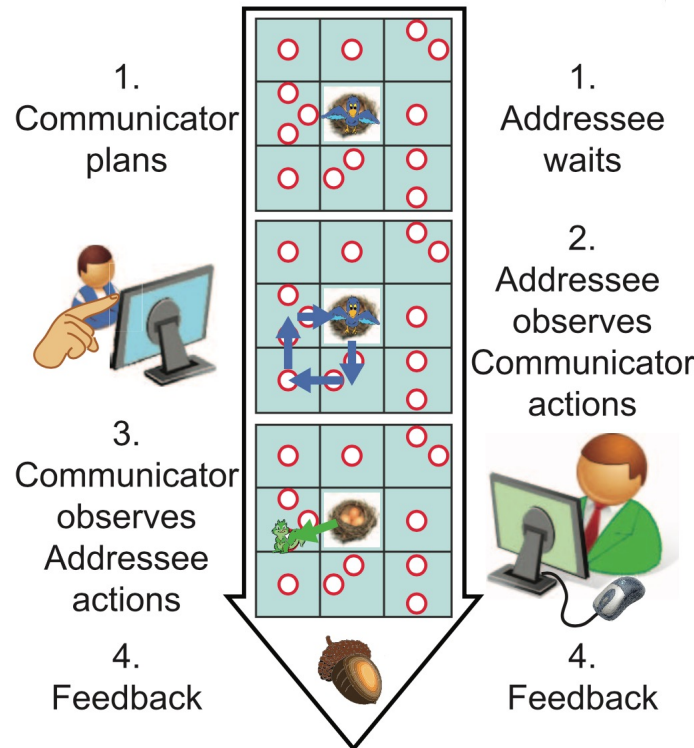 1.
Communicator
plans
1.
Addressee
waits
2.
Addressee
observes
Communicator
actions
3.
Communicator
observes
Addressee
actions
4.
Feedback
4.
Feedback